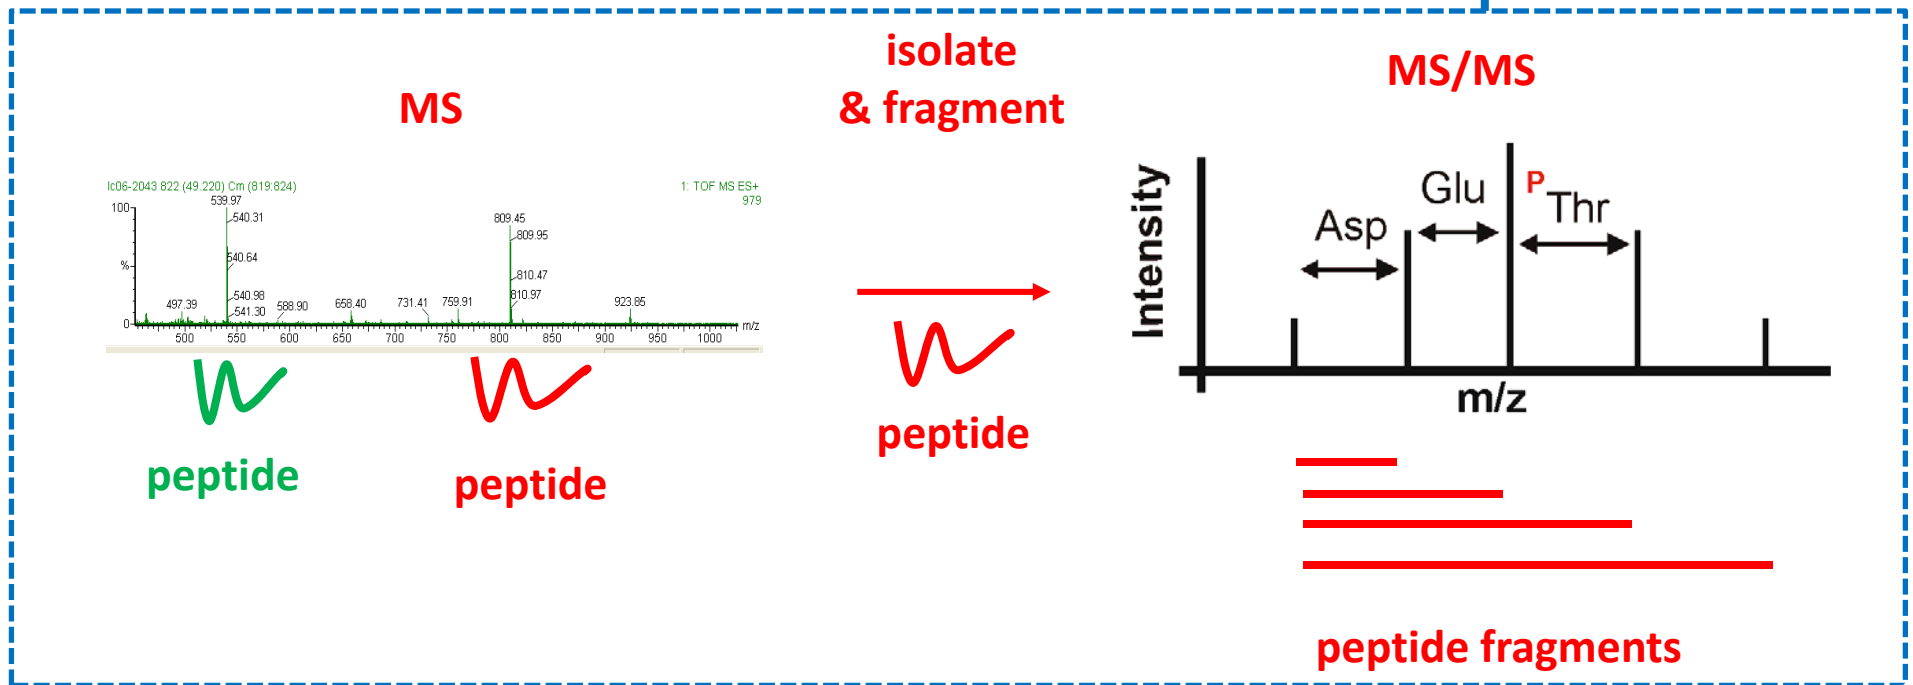 MS
isolate
& fragment
MS/MS
lc06-2043 822 (49.220) Cm (819:824)
1: TOF MS ES+
979
100
%
0
539.97
540.31
540.64
540.98
541.30
497.39
588.90
658.40
731.41
759.91
809.45
809.95
810.47
810.97
923.85
m/z
500 550 600 650 700 750 800 850 900 950 1000
peptide
peptide
peptide
Intensity
Asp
Glu
P
Thr
m/z
peptide fragments